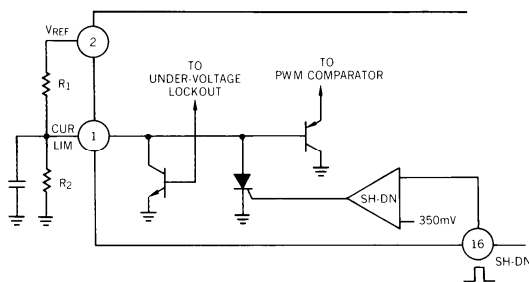 VREF
2
R1
TO
UNDER-VOLTAGE
LOCKOUT
TO
PWM COMPARATOR
CUR
LIM
1
R2
SH-DN
350mV
16
SH-DN